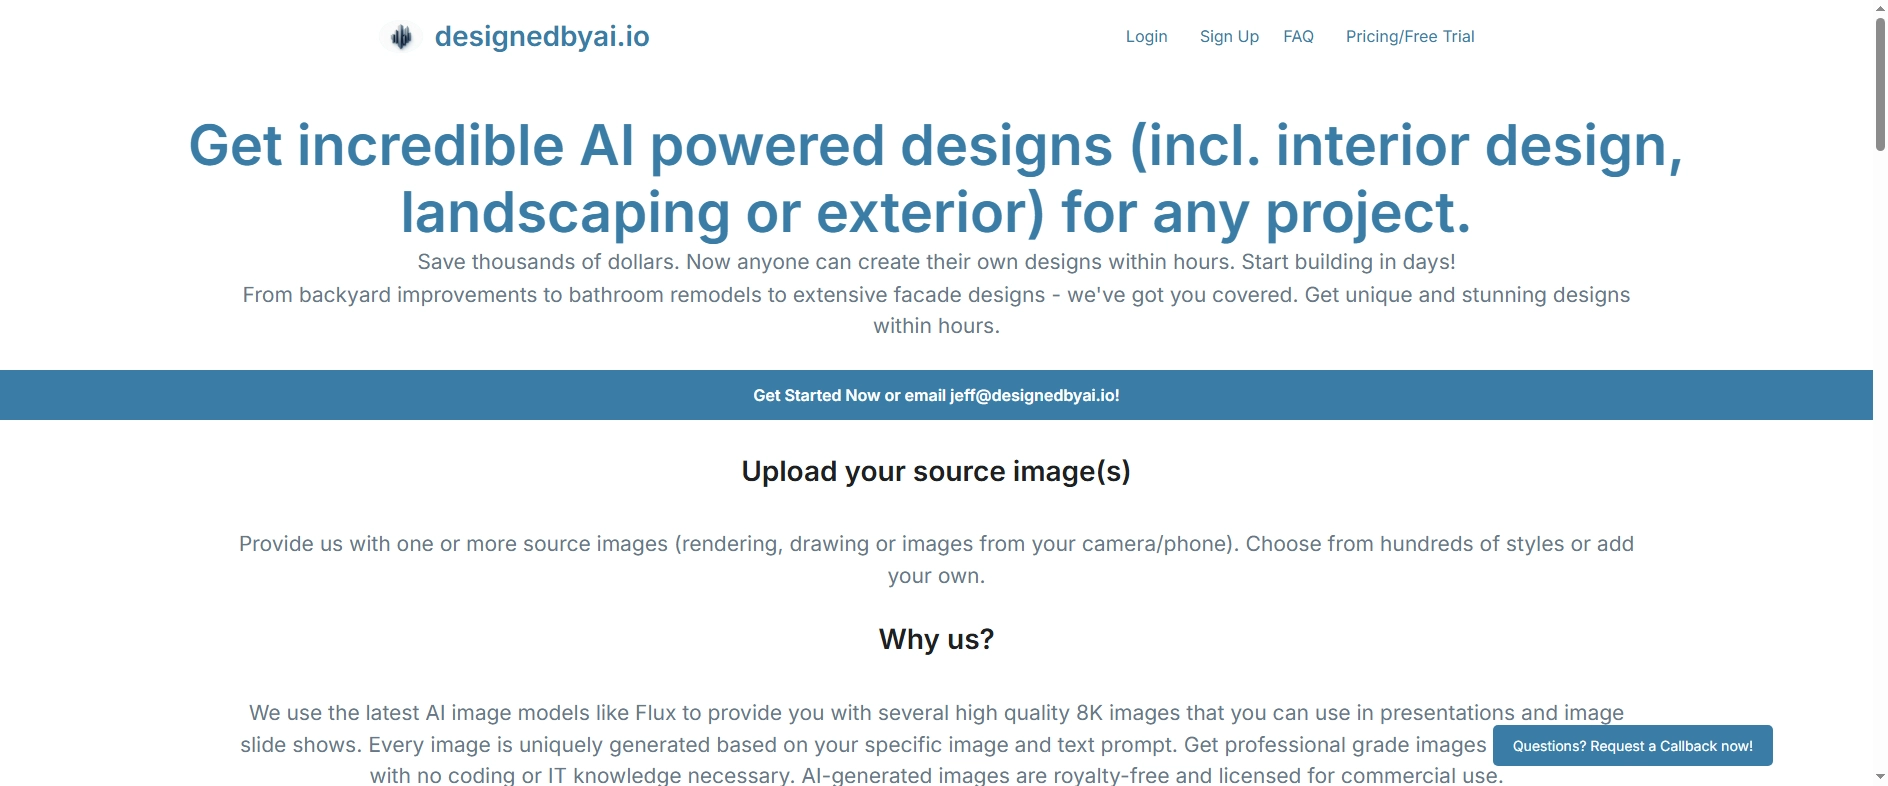 designedbyai.io
Login Sign Up FAQ Pricing/Free Trial
Get incredible AI powered designs (incl. interior design,
landscaping or exterior) for any project.
Save thousands of dollars. Now anyone can create their own designs within hours. Start building in days!
From backyard improvements to bathroom remodels to extensive facade designs - we've got you covered. Get unique and stunning designs
within hours.
Get Started Now or email jeff@designedbyai.io!
Upload your source image(s)
Provide us with one or more source images (rendering, drawing or images from your camera/phone). Choose from hundreds of styles or add
your own.
Why us?
We use the latest AI image models like Flux to provide you with several high quality 8K images that you can use in presentations and image
slide shows. Every image is uniquely generated based on your specific image and text prompt. Get professional grade images
Questions? Request a Callback now!
with no coding or IT knowledge necessary. AI-generated images are royalty-free and licensed for commercial use.